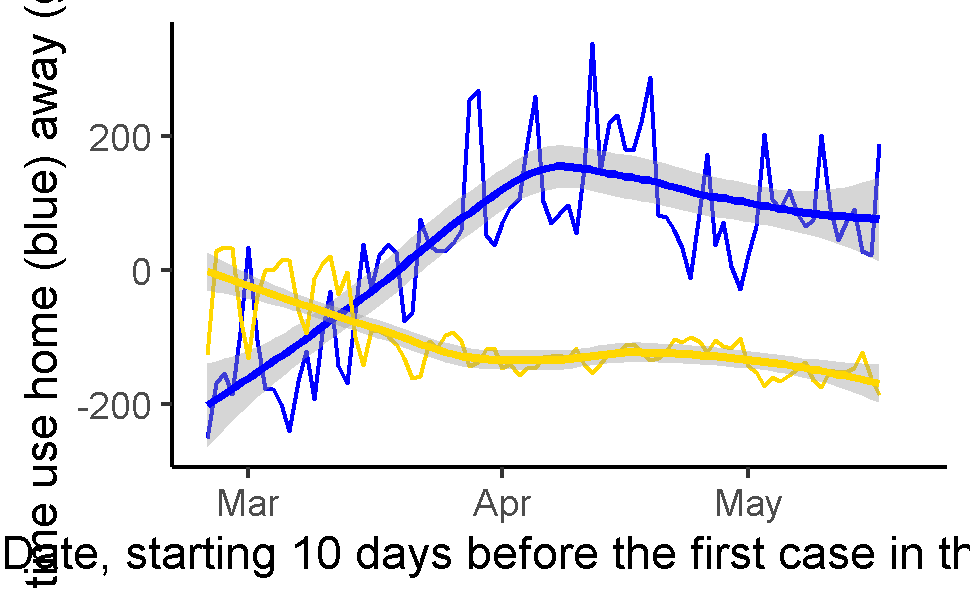 time use home (blue) away (
200
0
-200
Mar Apr May
Date, starting 10 days before the first case in th